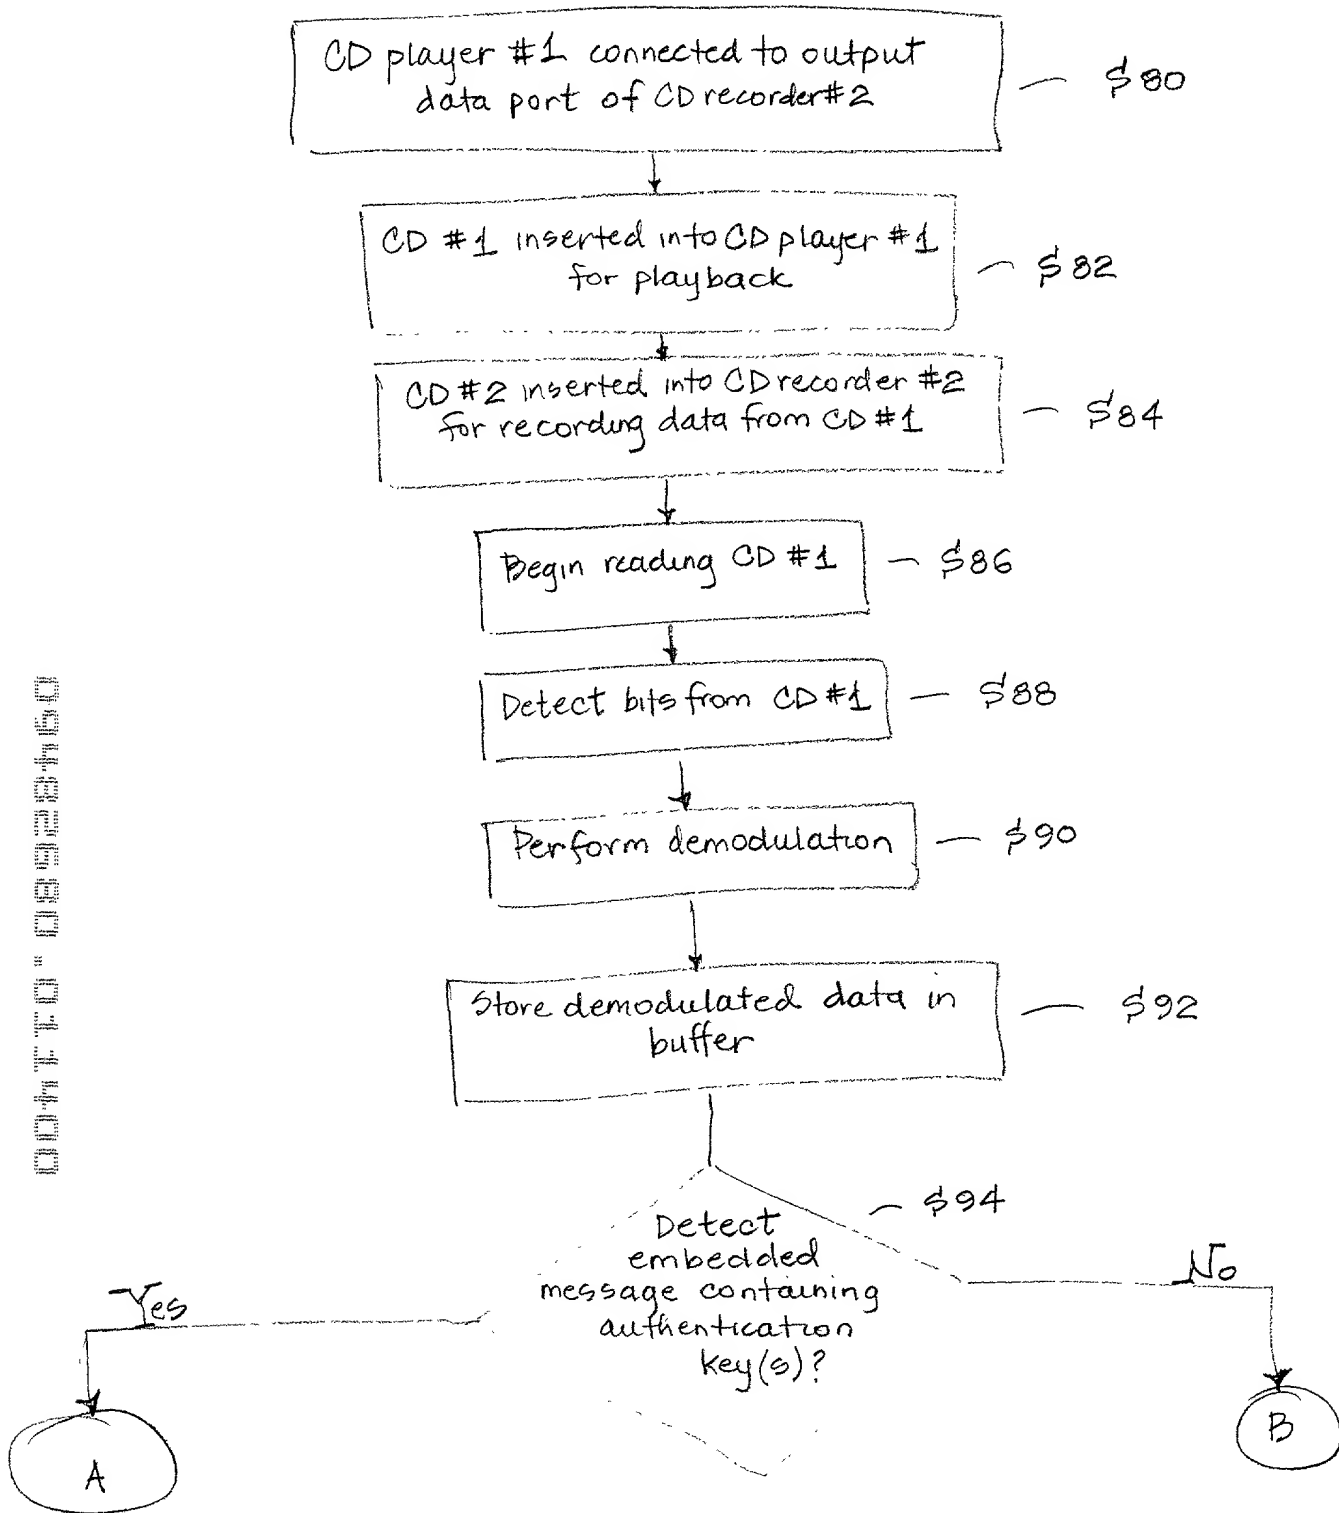 CD player #1 connected to output
data port of CD recorder #2
— S80
CD #1 inserted into CD player #1
for playback
— S82
CD #2 inserted into CD recorder #2
for recording data from CD #1
— S84
Begin reading CD #1
— S86
Detect bits from CD #1
— S88
Perform demodulation
— S90
Store demodulated data in
buffer
— S92
— S94
Detect
embedded
message containing
authentication
key(s)?
Yes
No
A
B
09482680.011400